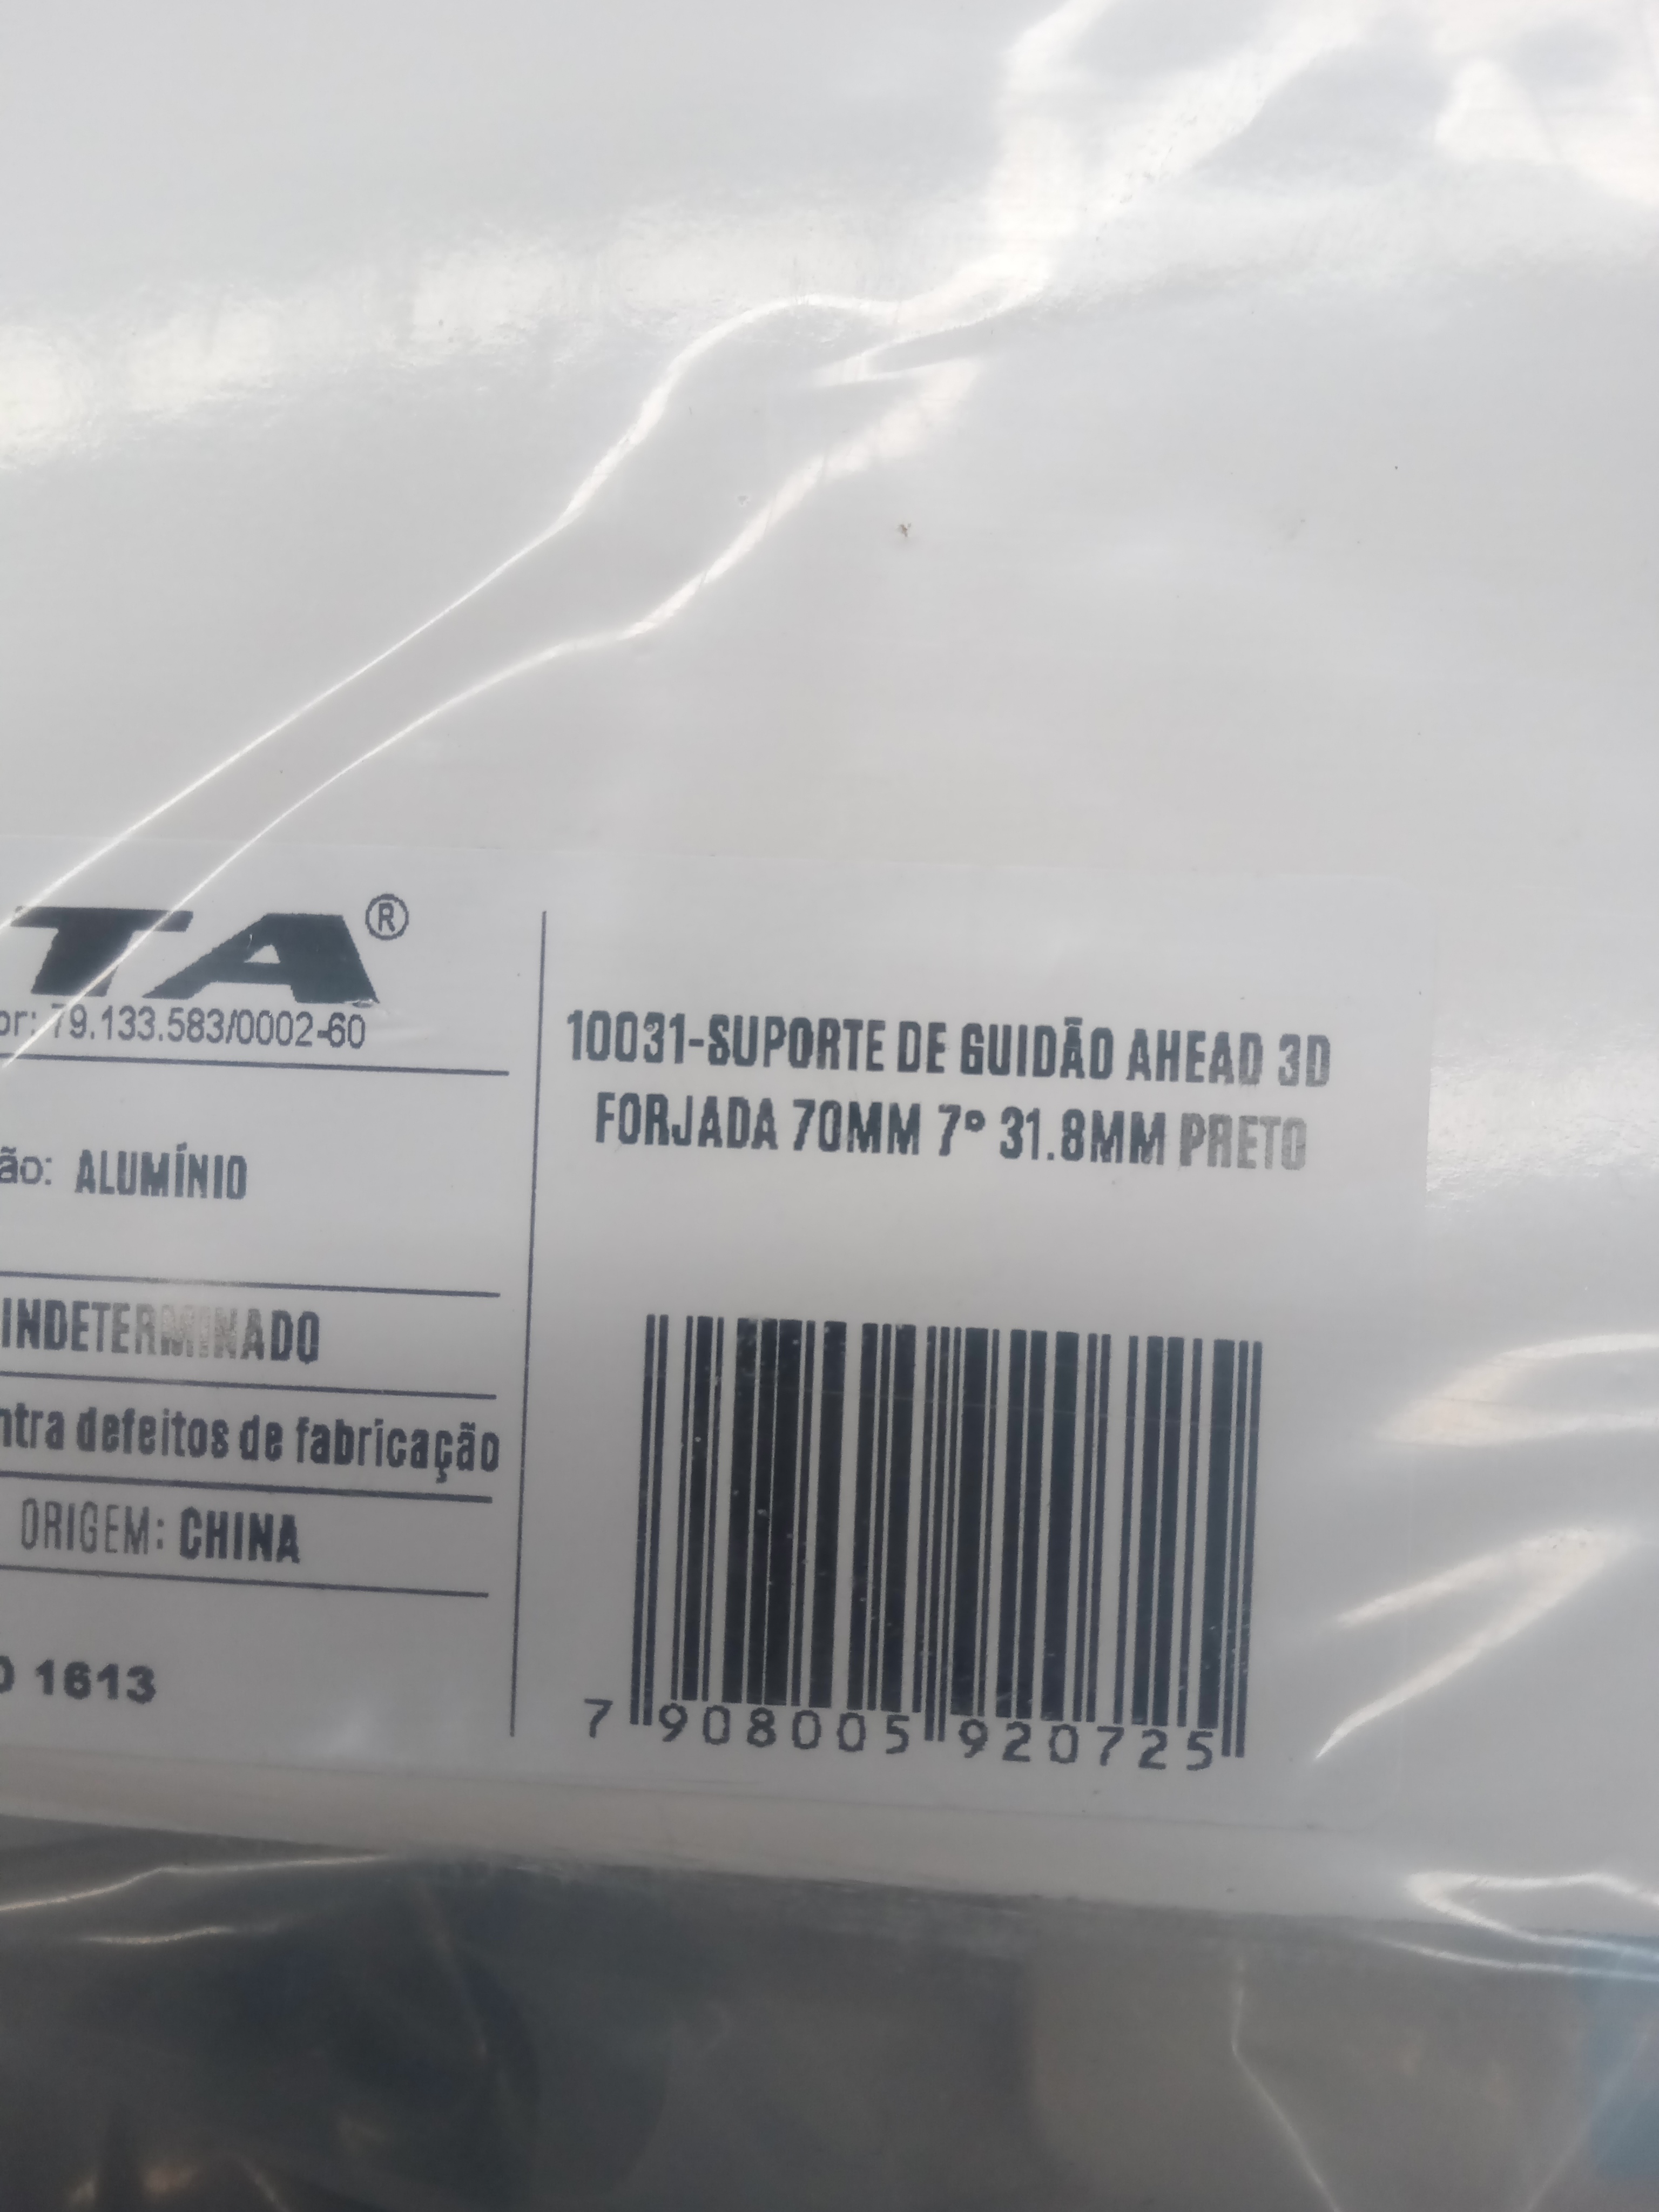 TA®
or: 79.133.583/0002-60
ão: ALUMÍNIO
INDETERMINADO
ntra defeitos de fabricação
ORIGEM: CHINA
O 1613
10031-SUPORTE DE GUIDÃO AHEAD 3D
FORJADA 70MM 7° 31.8MM PRETO
7 908005 920725